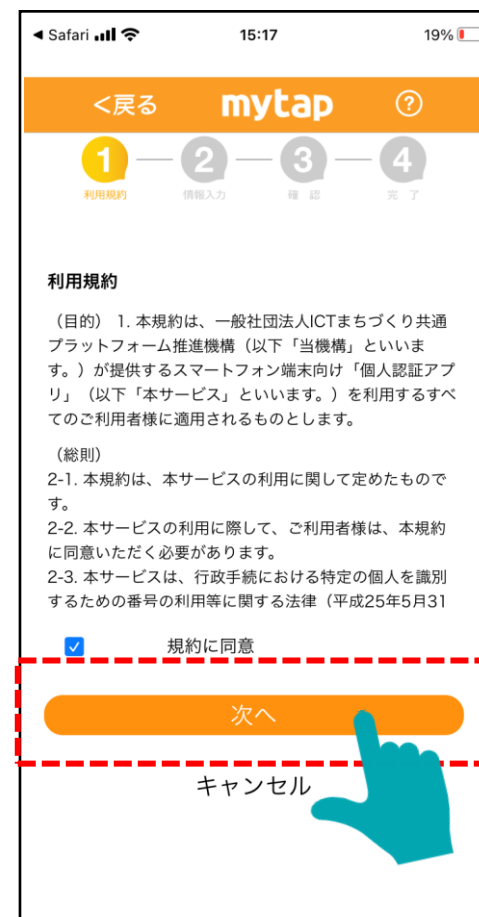 ◀ Safari 15:17 19%
<戻る mytap ?
1 2 3 4
利用規約 情報入力 確 認 完 了
利用規約
（目的） 1. 本規約は、一般社団法人ICTまちづくり共通
プラットフォーム推進機構（以下「当機構」といいま
す。）が提供するスマートフォン端末向け「個人認証アプ
リ」（以下「本サービス」といいます。）を利用するすべ
てのご利用者様に適用されるものとします。
（総則）
2-1. 本規約は、本サービスの利用に関して定めたもので
す。
2-2. 本サービスの利用に際して、ご利用者様は、本規約
に同意いただく必要があります。
2-3. 本サービスは、行政手続における特定の個人を識別
するための番号の利用等に関する法律（平成25年5月31
規約に同意
次へ
キャンセル